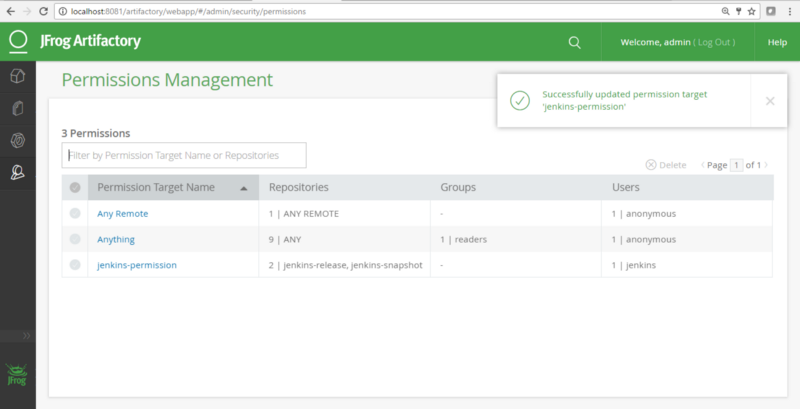 localhost:8081/artifactory/webapp/#/admin/security/permissions
JFrog Artifactory
Welcome, admin ( Log Out )
Help
Permissions Management
Successfully updated permission target
'jenkins-permission'
3 Permissions
Filter by Permission Target Name or Repositories
Delete
Page 1 of 1
Permission Target Name Repositories Groups Users
Any Remote 1 | ANY REMOTE - 1 | anonymous
Anything 9 | ANY 1 | readers 1 | anonymous
jenkins-permission 2 | jenkins-release, jenkins-snapshot - 1 | jenkins
JFrog